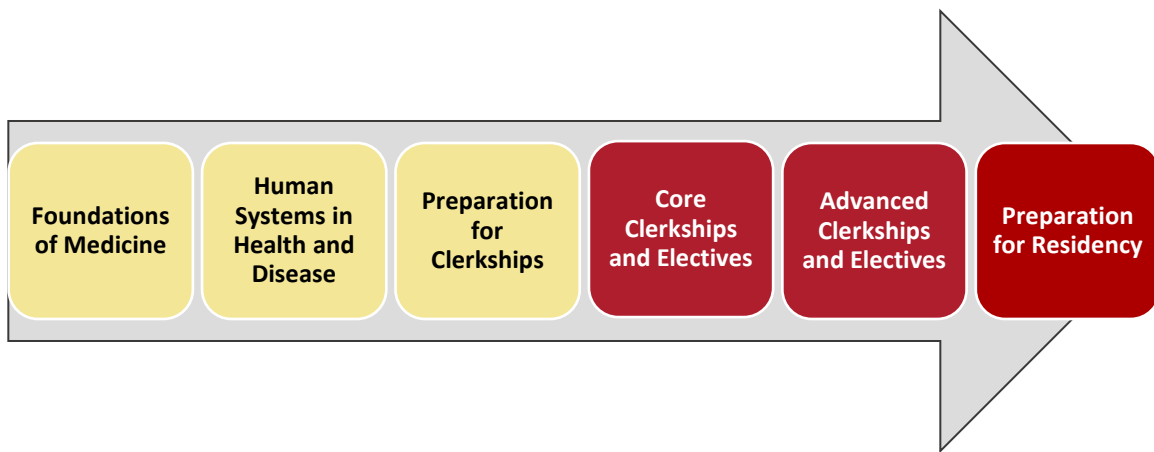 Foundations
of Medicine
Human
Systems in
Health and
Disease
Preparation
for
Clerkships
Core
Clerkships
and Electives
Advanced
Clerkships
and Electives
Preparation
for Residency